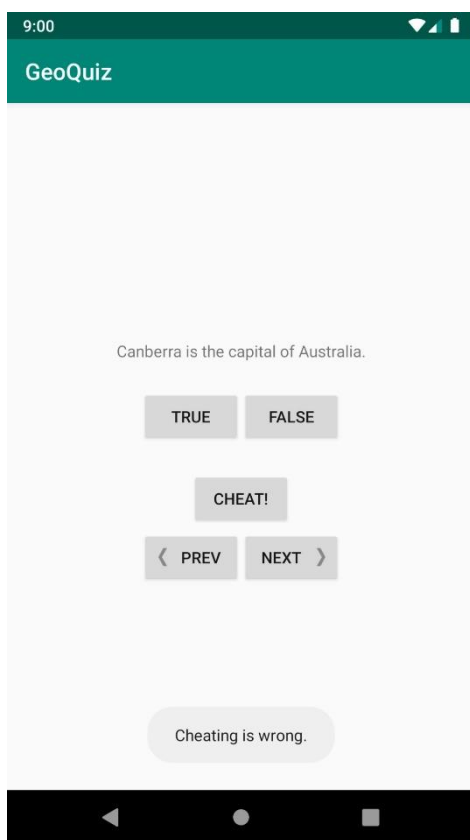 9:00
GeoQuiz
Canberra is the capital of Australia.
TRUE FALSE
CHEAT!
PREV NEXT
Cheating is wrong.